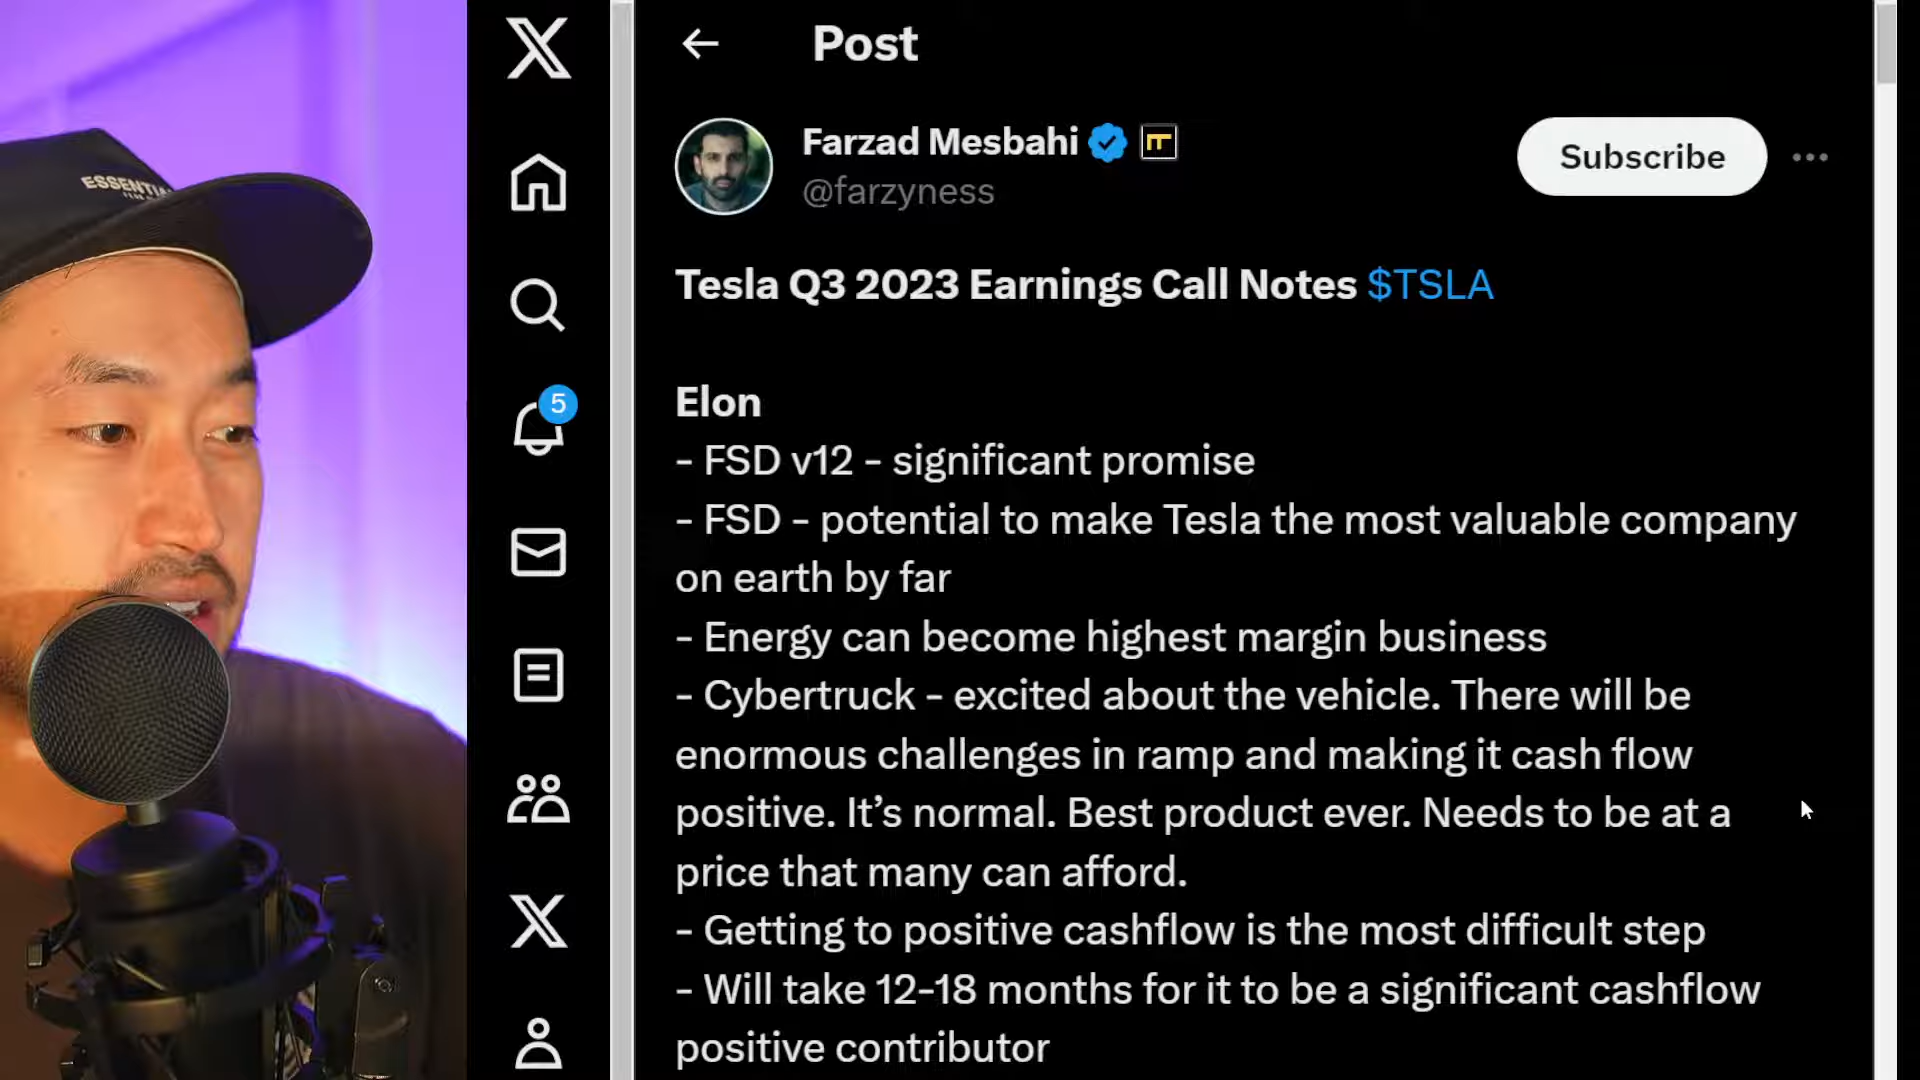 Post
Farzad Mesbahi
@farzyness
Subscribe
Tesla Q3 2023 Earnings Call Notes $TSLA
Elon
- FSD v12 - significant promise
- FSD - potential to make Tesla the most valuable company
on earth by far
- Energy can become highest margin business
- Cybertruck - excited about the vehicle. There will be
enormous challenges in ramp and making it cash flow
positive. It’s normal. Best product ever. Needs to be at a
price that many can afford.
- Getting to positive cashflow is the most difficult step
- Will take 12-18 months for it to be a significant cashflow
positive contributor
5